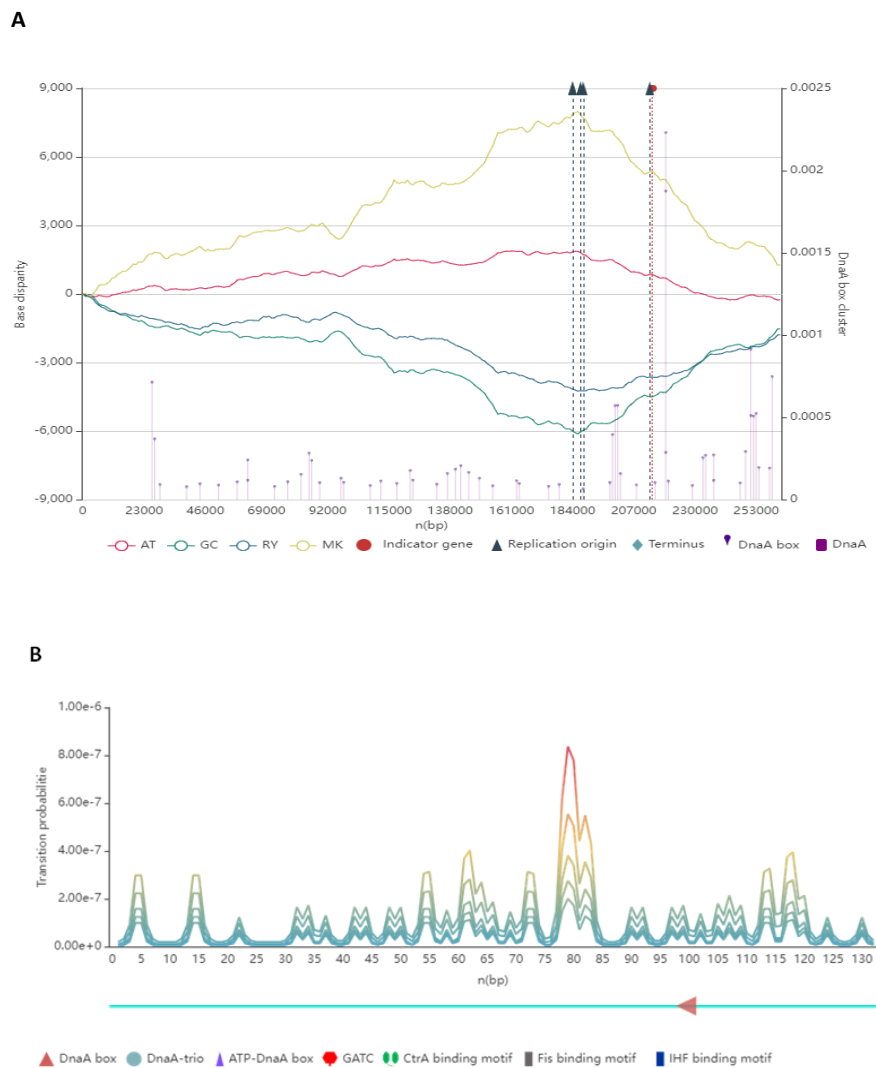 A
9,000
6,000
3,000
0
-3,000
-6,000
-9,000
Base disparity
0.0025
0.002
0.0015
0.001
0.0005
0
DnaA box cluster
0 23000 46000 69000 92000 115000 138000 161000 184000 207000 230000 253000
n(bp)
AT GC RY MK Indicator gene Replication origin Terminus DnaA box DnaA
B
1.00e-6
8.00e-7
6.00e-7
4.00e-7
2.00e-7
0.00e+0
Transition probabilitie
0 5 10 15 20 25 30 35 40 45 50 55 60 65 70 75 80 85 90 95 100 105 110 115 120 125 130
n(bp)
DnaA box DnaA-trio ATP-DnaA box GATC CtrA binding motif Fis binding motif IHF binding motif